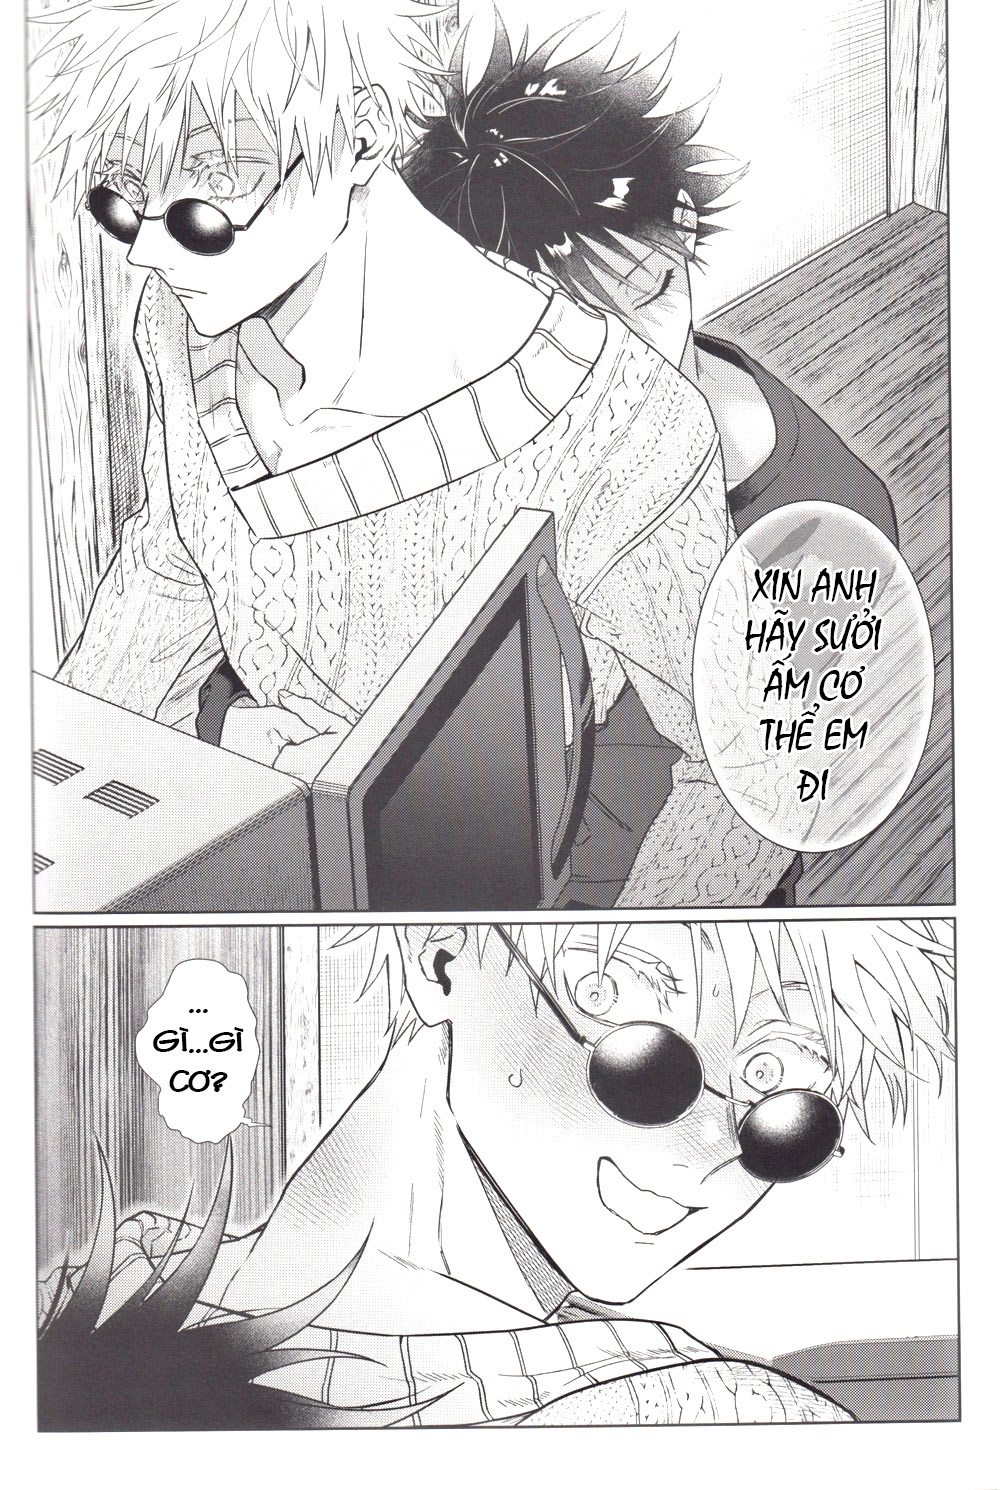 XIN ANH
HÃY SƯỞI
ẤM CƠ
THỂ EM
ĐI
...
GÌ...GÌ
CƠ?